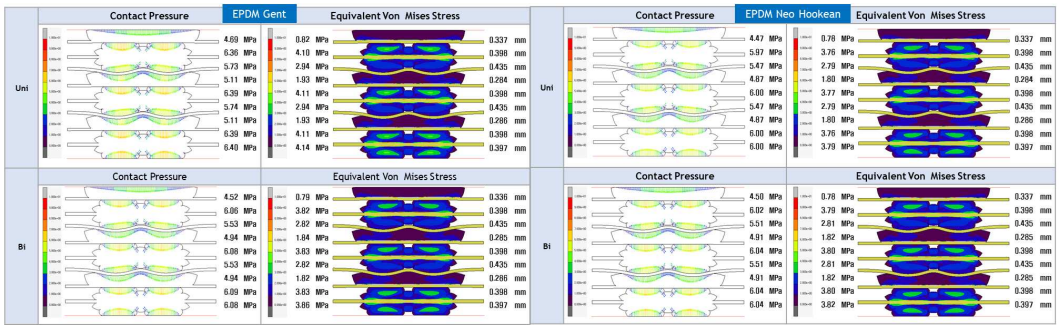 EPDM Gent
Contact Pressure
Equivalent Von Mises Stress
Uni
4.69 MPa
6.36 MPa
5.73 MPa
5.11 MPa
6.39 MPa
5.74 MPa
5.11 MPa
6.39 MPa
6.40 MPa
0.82 MPa
4.10 MPa
2.94 MPa
1.93 MPa
4.11 MPa
2.94 MPa
1.93 MPa
4.11 MPa
4.14 MPa
0.337 mm
0.398 mm
0.435 mm
0.284 mm
0.398 mm
0.435 mm
0.286 mm
0.398 mm
0.397 mm
Contact Pressure
Equivalent Von Mises Stress
Bi
4.52 MPa
6.06 MPa
5.53 MPa
4.94 MPa
6.08 MPa
5.53 MPa
4.94 MPa
6.09 MPa
6.08 MPa
0.79 MPa
3.82 MPa
2.82 MPa
1.84 MPa
3.83 MPa
2.82 MPa
1.82 MPa
3.83 MPa
3.86 MPa
0.336 mm
0.398 mm
0.435 mm
0.285 mm
0.398 mm
0.435 mm
0.286 mm
0.398 mm
0.397 mm
EPDM Neo Hookean
Contact Pressure
Equivalent Von Mises Stress
Uni
4.47 MPa
5.97 MPa
5.47 MPa
4.87 MPa
6.00 MPa
5.47 MPa
4.87 MPa
6.00 MPa
6.00 MPa
0.78 MPa
3.76 MPa
2.79 MPa
1.80 MPa
3.77 MPa
2.79 MPa
1.80 MPa
3.76 MPa
3.79 MPa
0.337 mm
0.398 mm
0.435 mm
0.284 mm
0.398 mm
0.435 mm
0.286 mm
0.398 mm
0.397 mm
Contact Pressure
Equivalent Von Mises Stress
Bi
4.50 MPa
6.02 MPa
5.51 MPa
4.91 MPa
6.04 MPa
5.51 MPa
4.91 MPa
6.04 MPa
6.04 MPa
0.78 MPa
3.79 MPa
2.81 MPa
1.82 MPa
3.80 MPa
2.81 MPa
1.82 MPa
3.80 MPa
3.82 MPa
0.337 mm
0.398 mm
0.435 mm
0.285 mm
0.398 mm
0.435 mm
0.285 mm
0.398 mm
0.397 mm